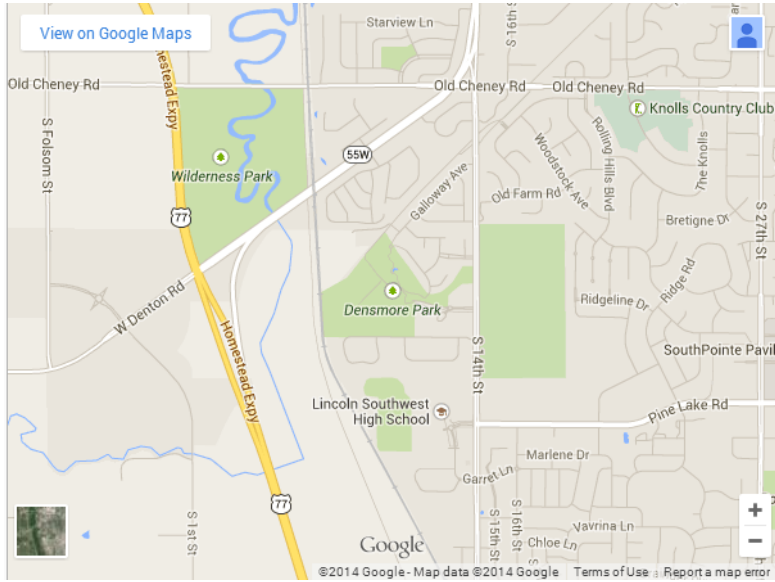 View on Google Maps
Starview Ln
S 16th St
Homestead Expy
Old Cheney Rd
Old Cheney Rd
Old Cheney Rd
Knolls Country Club
S Folsom St
55W
Wilderness Park
Galloway Ave
Woodstock Ave
Rolling Hills Blvd
The Knolls
Old Farm Rd
77
Bretigne Dr
S 27th St
Ridge Rd
W Denton Rd
Densmore Park
Ridgeline Dr
Homestead Expy
S 14th St
SouthPointe Pavil
Lincoln Southwest
High School
Pine Lake Rd
Marlene Dr
Garret Ln
77
S 1st St
S 15th St
S 16th St
Vavrina Ln
Chloe Ln
+
−
Google
©2014 Google - Map data ©2014 Google
Terms of Use
Report a map error